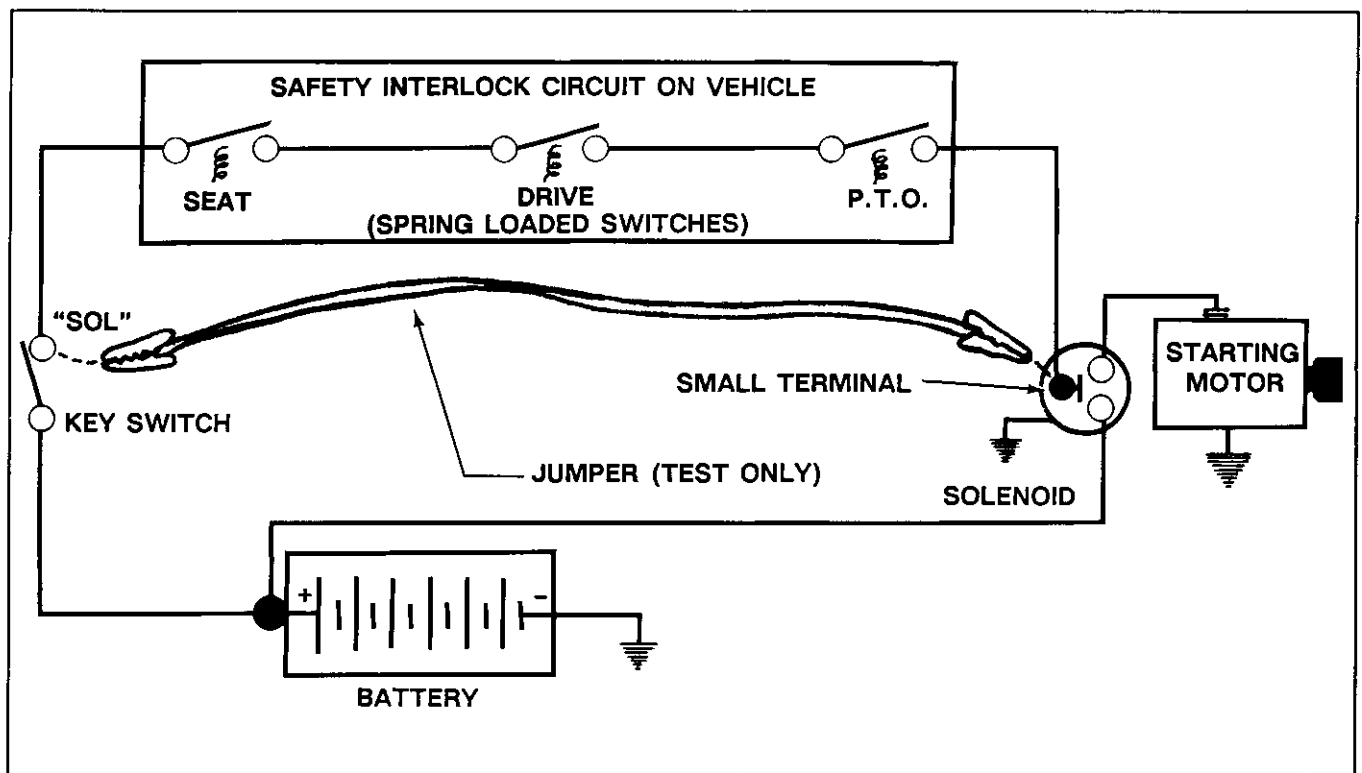 SAFETY INTERLOCK CIRCUIT ON VEHICLE
SEAT
DRIVE
P.T.O.
(SPRING LOADED SWITCHES)
"SOL"
KEY SWITCH
SMALL TERMINAL
STARTING
MOTOR
JUMPER (TEST ONLY)
SOLENOID
+
-
BATTERY